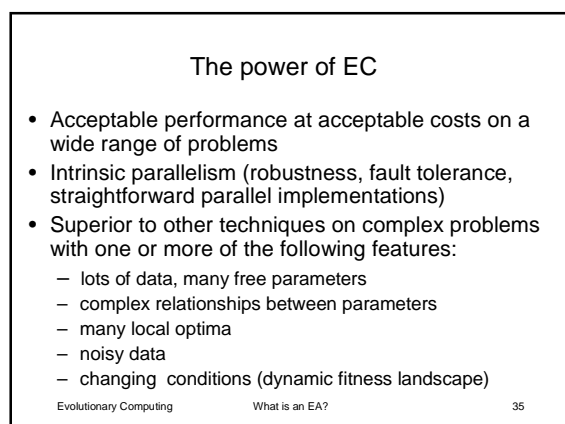 The power of EC
• Acceptable performance at acceptable costs on a
wide range of problems
• Intrinsic parallelism (robustness, fault tolerance,
straightforward parallel implementations)
• Superior to other techniques on complex problems
with one or more of the following features:
– lots of data, many free parameters
– complex relationships between parameters
– many local optima
– noisy data
– changing conditions (dynamic fitness landscape)
Evolutionary Computing What is an EA? 35